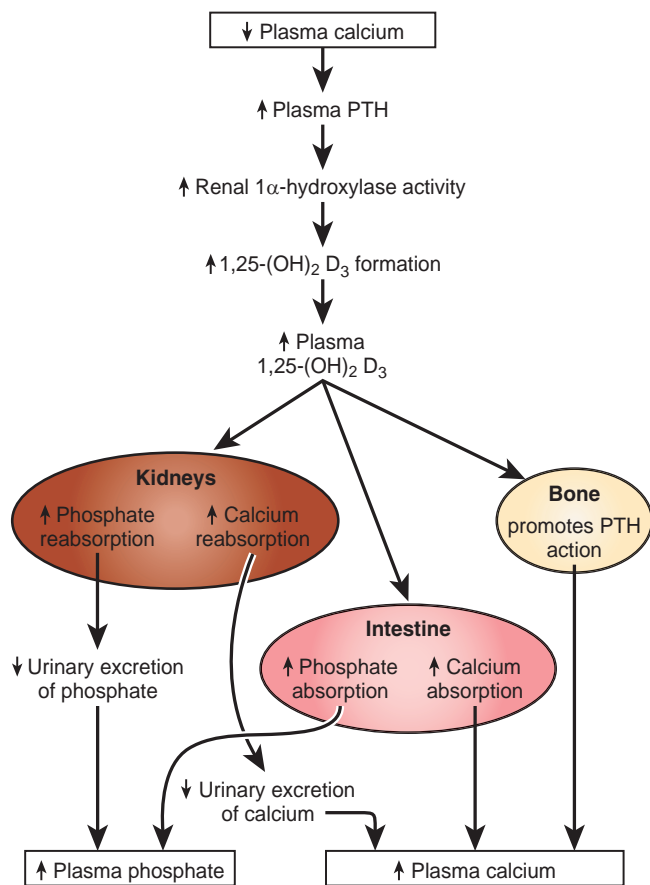 ↓ Plasma calcium
↑ Plasma PTH
↑ Renal 1α-hydroxylase activity
↑ 1,25-(OH)₂ D₃ formation
↑ Plasma
1,25-(OH)₂ D₃
Kidneys
↑ Phosphate
reabsorption
↑ Calcium
reabsorption
Bone
promotes PTH
action
Intestine
↑ Phosphate
absorption
↑ Calcium
absorption
↓ Urinary excretion
of phosphate
↓ Urinary excretion
of calcium
↑ Plasma phosphate
↑ Plasma calcium